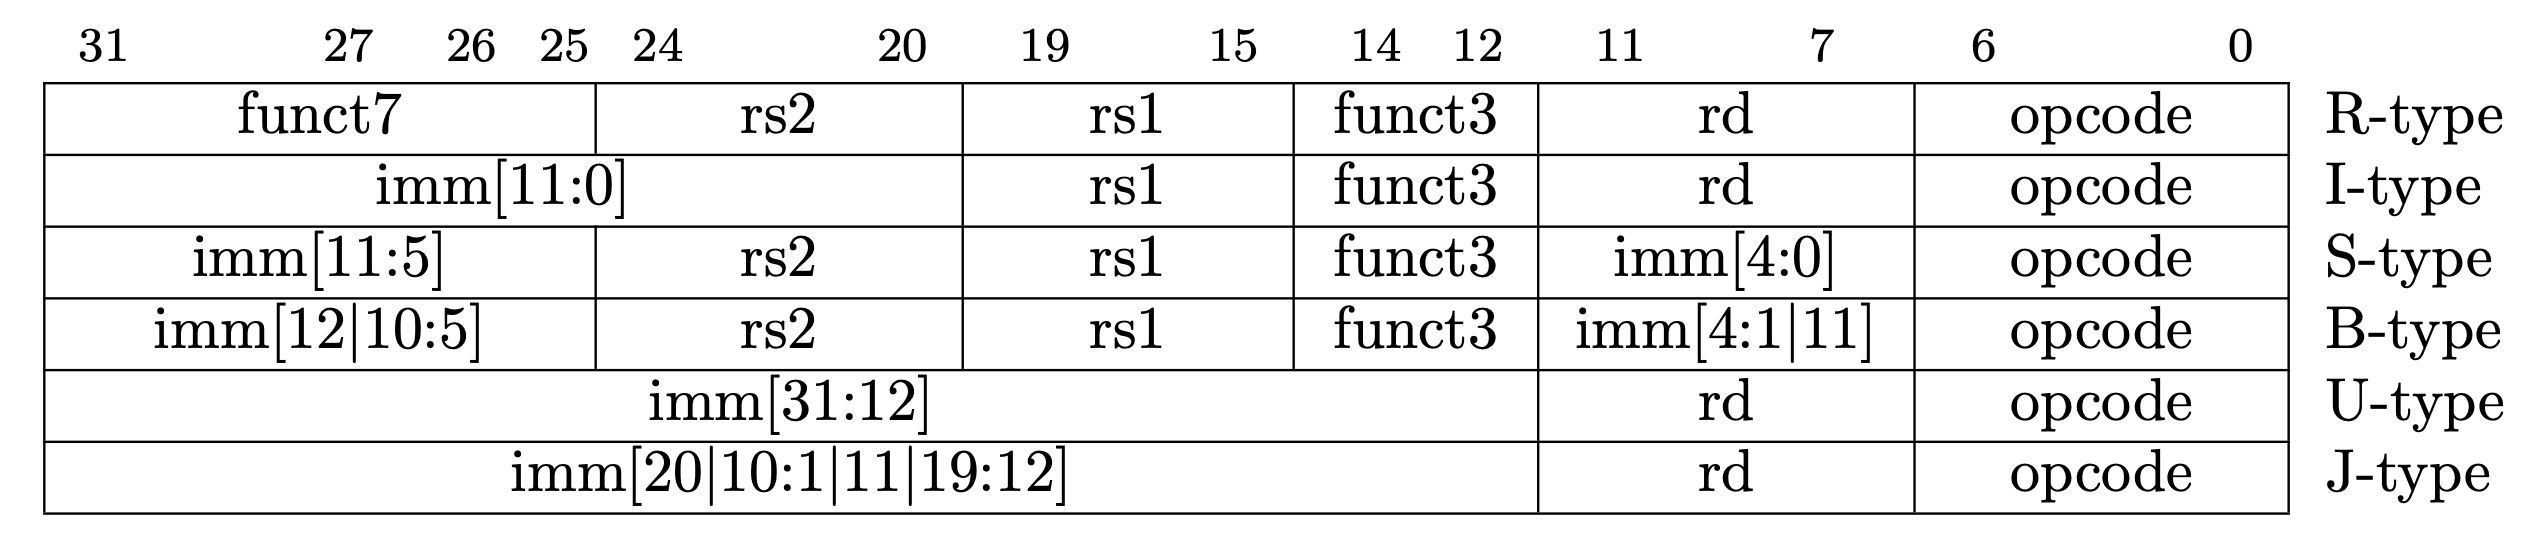 31 27 26 25 24 20 19 15 14 12 11 7 6 0
funct7 rs2 rs1 funct3 rd opcode R-type
imm[11:0] rs1 funct3 rd opcode I-type
imm[11:5] rs2 rs1 funct3 imm[4:0] opcode S-type
imm[12|10:5] rs2 rs1 funct3 imm[4:1|11] opcode B-type
imm[31:12] rd opcode U-type
imm[20|10:1|11|19:12] rd opcode J-type